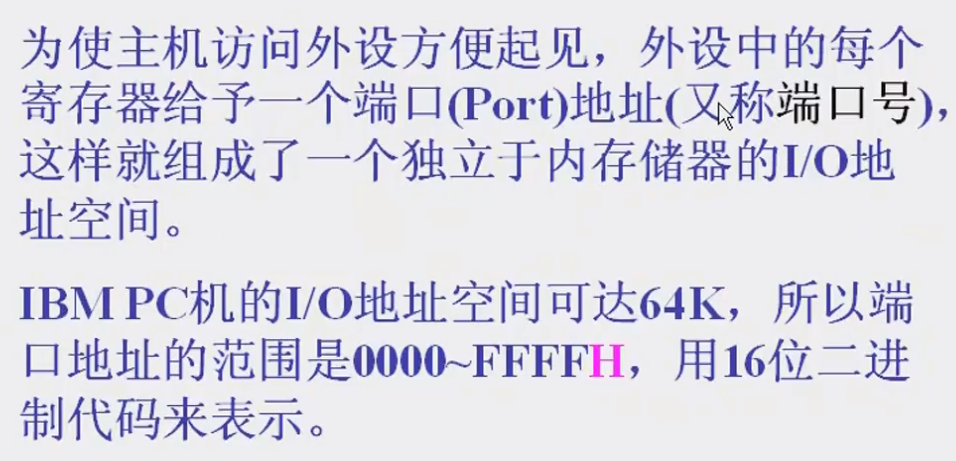 为使主机访问外设方便起见，外设中的每个
寄存器给予一个端口(Port)地址(又称端口号)，
这样就组成了一个独立于内存储器的I/O地
址空间。
IBM PC机的I/O地址空间可达64K，所以端
口地址的范围是0000~FFFFH，用16位二进
制代码来表示。